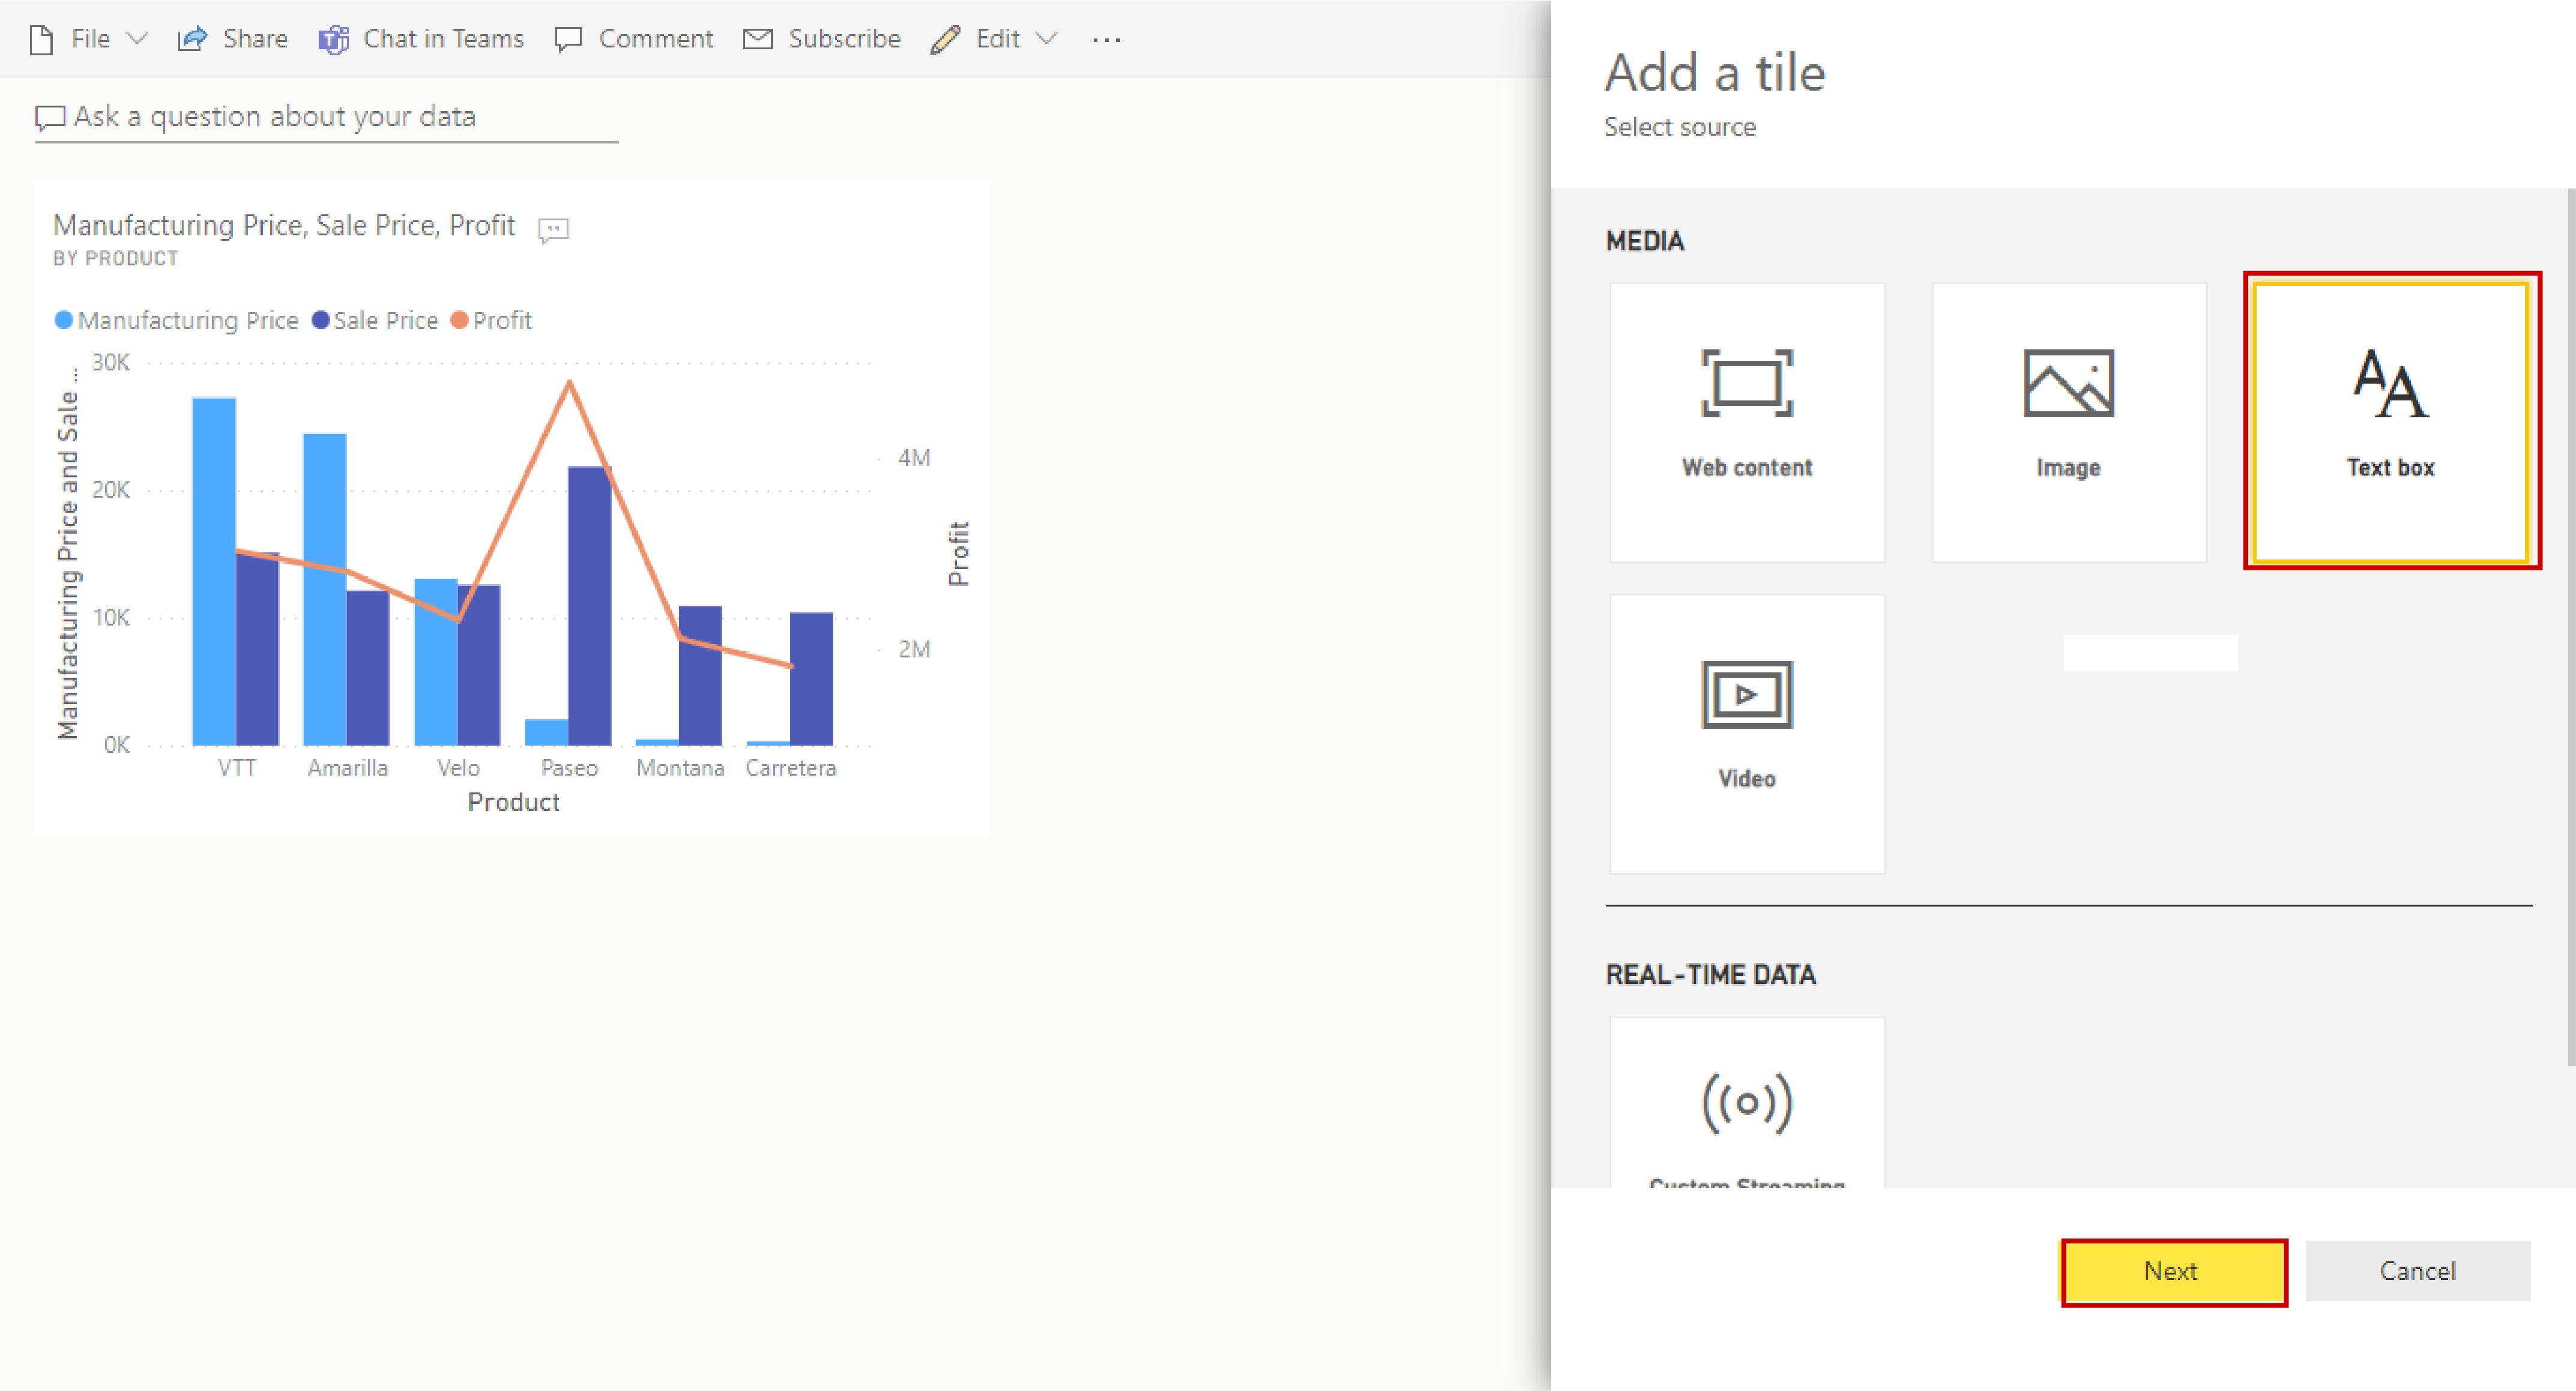 File Share Chat in Teams Comment Subscribe Edit ...
Ask a question about your data
Manufacturing Price, Sale Price, Profit
BY PRODUCT
Manufacturing Price Sale Price Profit
Manufacturing Price and Sale ...
30K
20K
10K
0K
4M
2M
Profit
VTT Amarilla Velo Paseo Montana Carretera
Product
Add a tile
Select source
MEDIA
Web content Image Text box
Video
REAL-TIME DATA
Custom Streaming
Next Cancel